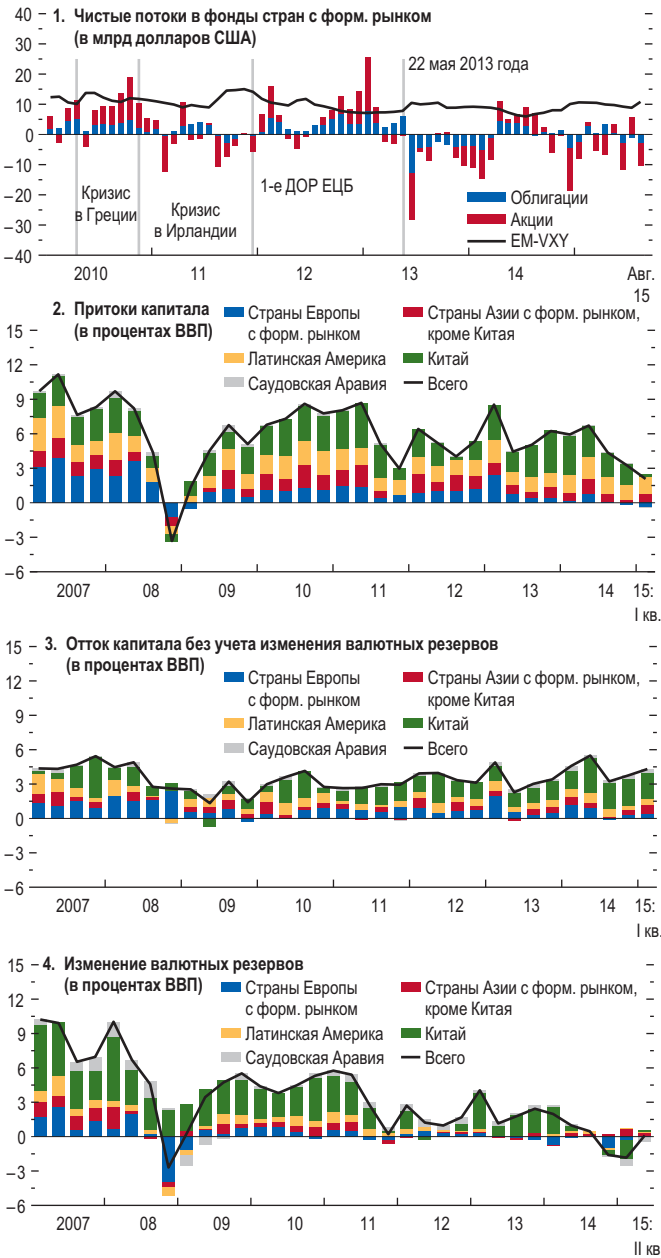 1. Чистые потоки в фонды стран с форм. рынком
(в млрд долларов США)
40
30
20
10
0
–10
–20
–30
–40
22 мая 2013 года
Кризис
в Греции
Кризис
в Ирландии
1-е ДОР ЕЦБ
Облигации
Акции
EM-VXY
2010 11 12 13 14 Авг.
15
2. Притоки капитала
(в процентах ВВП)
Страны Европы
с форм. рынком
Страны Азии с форм. рынком,
кроме Китая
Латинская Америка
Китай
Саудовская Аравия
Всего
15
12
9
6
3
0
–3
–6
2007 08 09 10 11 12 13 14 15:
I кв.
3. Отток капитала без учета изменения валютных резервов
(в процентах ВВП)
Страны Европы
с форм. рынком
Страны Азии с форм. рынком,
кроме Китая
Латинская Америка
Китай
Саудовская Аравия
Всего
15
12
9
6
3
0
–3
–6
2007 08 09 10 11 12 13 14 15:
I кв.
4. Изменение валютных резервов
(в процентах ВВП)
Страны Европы
с форм. рынком
Страны Азии с форм. рынком,
кроме Китая
Латинская Америка
Китай
Саудовская Аравия
Всего
15
12
9
6
3
0
–3
–6
2007 08 09 10 11 12 13 14 15:
II кв